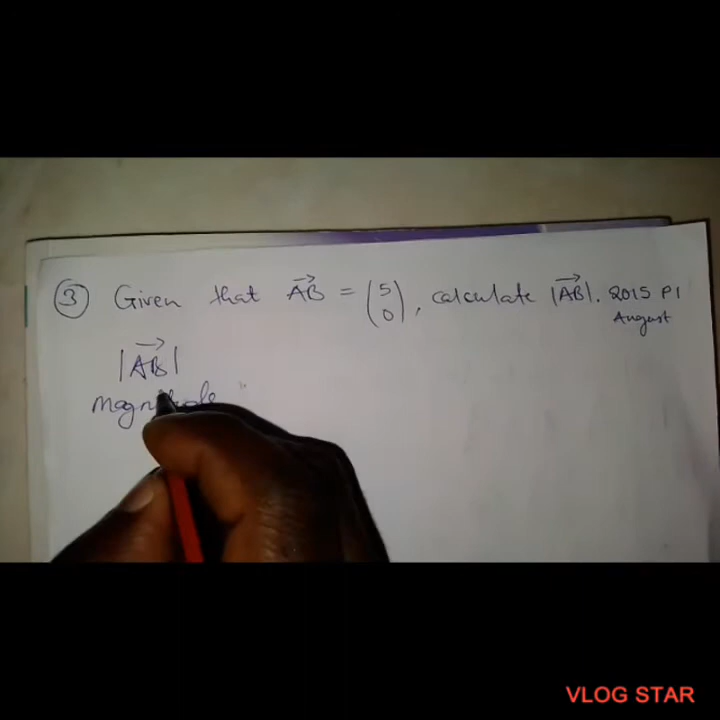 ③ Given that →AB = (5 0), calculate |→AB|. 2015 P1
August
|→AB|
VLOG STAR